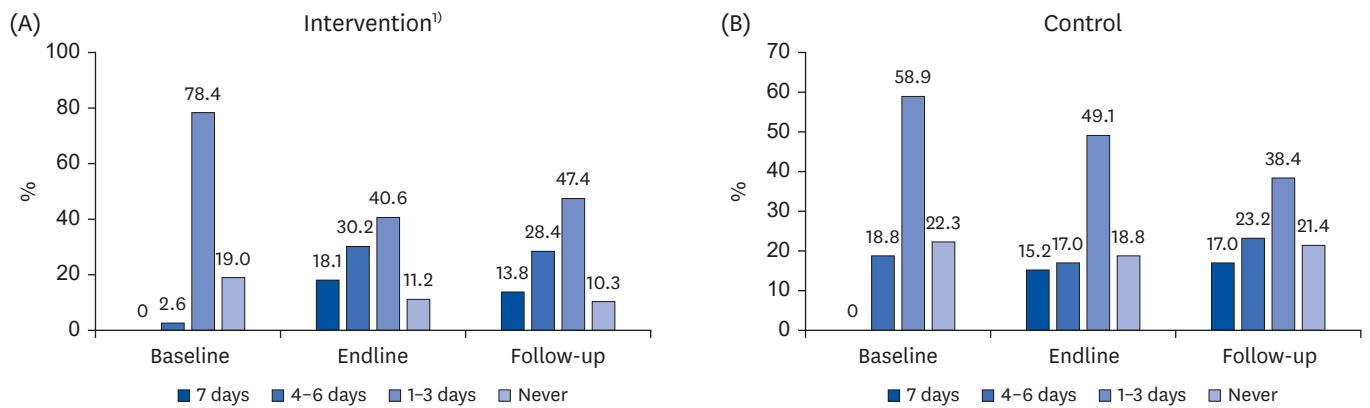 (A)
Intervention¹⁾
100
80
60
40
20
0
%
0
2.6
78.4
19.0
18.1
30.2
40.6
11.2
13.8
28.4
47.4
10.3
Baseline
Endline
Follow-up
7 days
4–6 days
1–3 days
Never
(B)
Control
70
60
50
40
30
20
10
0
%
0
18.8
58.9
22.3
15.2
17.0
49.1
18.8
17.0
23.2
38.4
21.4
Baseline
Endline
Follow-up
7 days
4–6 days
1–3 days
Never